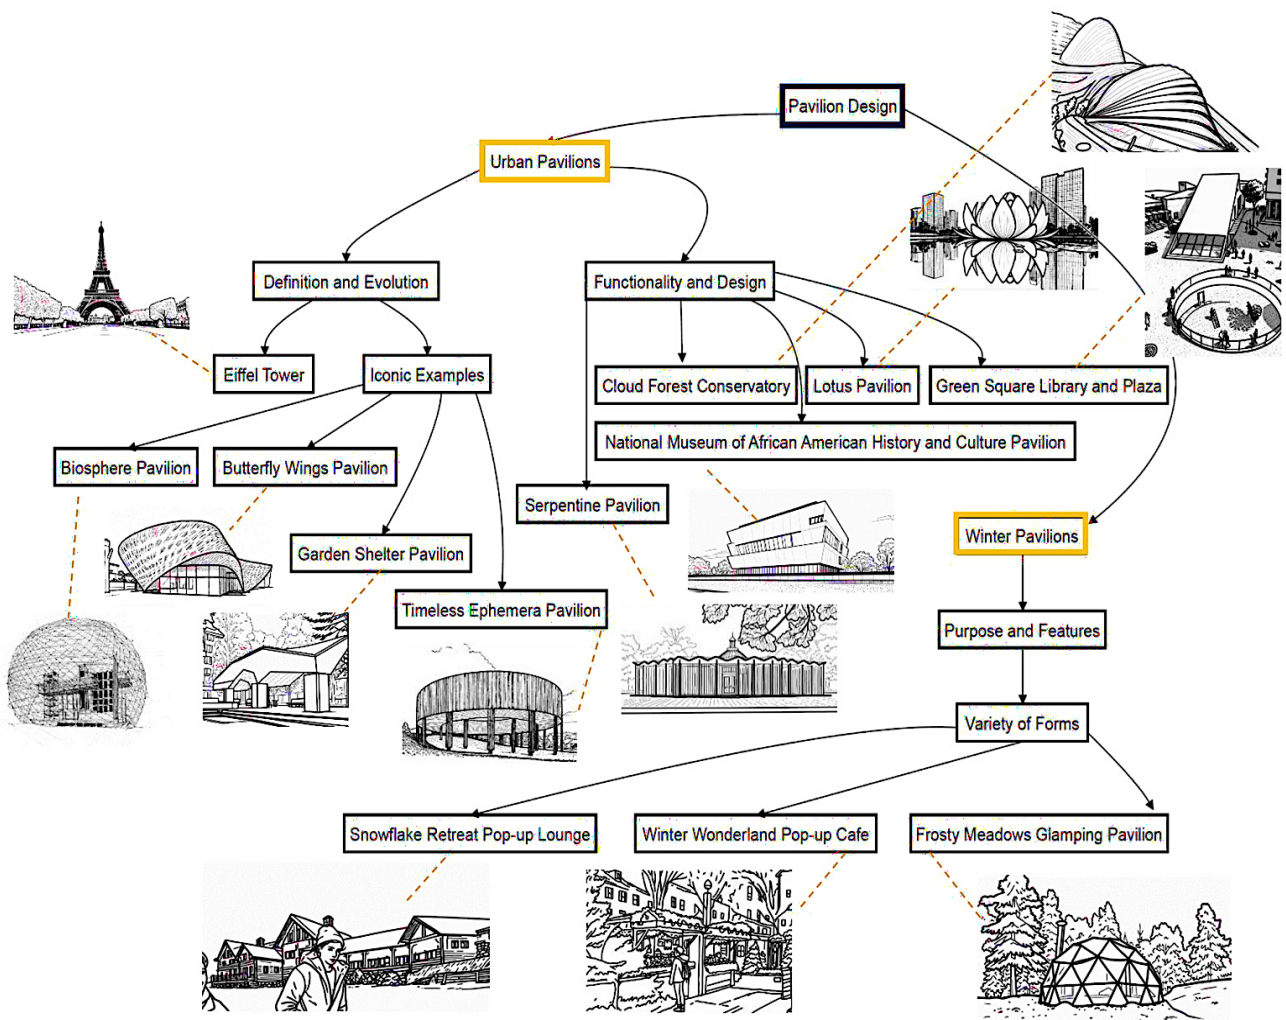 Pavilion Design
Urban Pavilions
Definition and Evolution
Functionality and Design
Eiffel Tower
Iconic Examples
Cloud Forest Conservatory
Lotus Pavilion
Green Square Library and Plaza
National Museum of African American History and Culture Pavilion
Biosphere Pavilion
Butterfly Wings Pavilion
Serpentine Pavilion
Winter Pavilions
Garden Shelter Pavilion
Timeless Ephemera Pavilion
Purpose and Features
Variety of Forms
Snowflake Retreat Pop-up Lounge
Winter Wonderland Pop-up Cafe
Frosty Meadows Glamping Pavilion